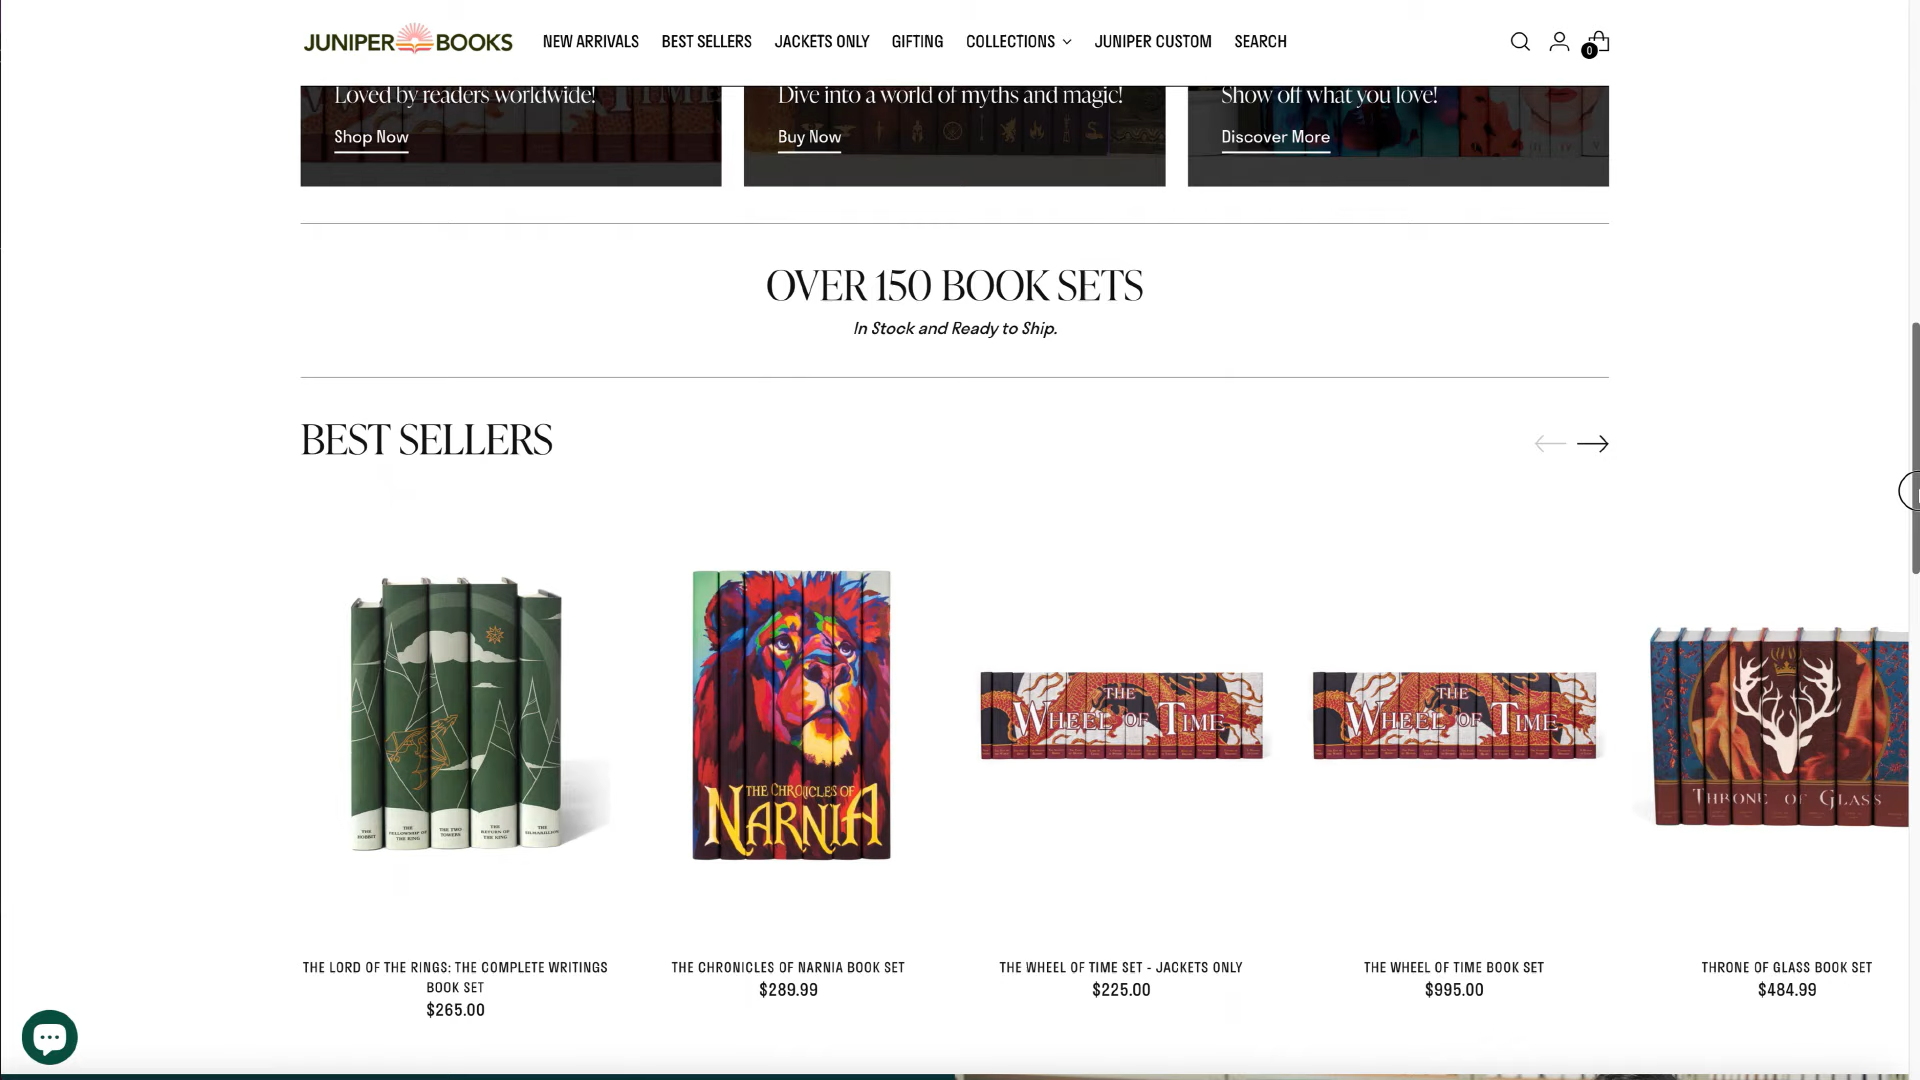 JUNIPER BOOKS
NEW ARRIVALS
BEST SELLERS
JACKETS ONLY
GIFTING
COLLECTIONS
JUNIPER CUSTOM
SEARCH
0
Loved by readers worldwide!
Shop Now
Dive into a world of myths and magic!
Buy Now
Show off what you love!
Discover More
OVER 150 BOOK SETS
In Stock and Ready to Ship.
BEST SELLERS
THE HOBBIT
THE FELLOWSHIP OF THE RING
THE TWO TOWERS
THE RETURN OF THE KING
THE SILMARILLION
THE CHRONICLES OF
NARNIA
THE
WHEEL OF TIME
THE
WHEEL OF TIME
THRONE OF GLASS
THE LORD OF THE RINGS: THE COMPLETE WRITINGS
BOOK SET
$265.00
THE CHRONICLES OF NARNIA BOOK SET
$289.99
THE WHEEL OF TIME SET - JACKETS ONLY
$225.00
THE WHEEL OF TIME BOOK SET
$995.00
THRONE OF GLASS BOOK SET
$484.99